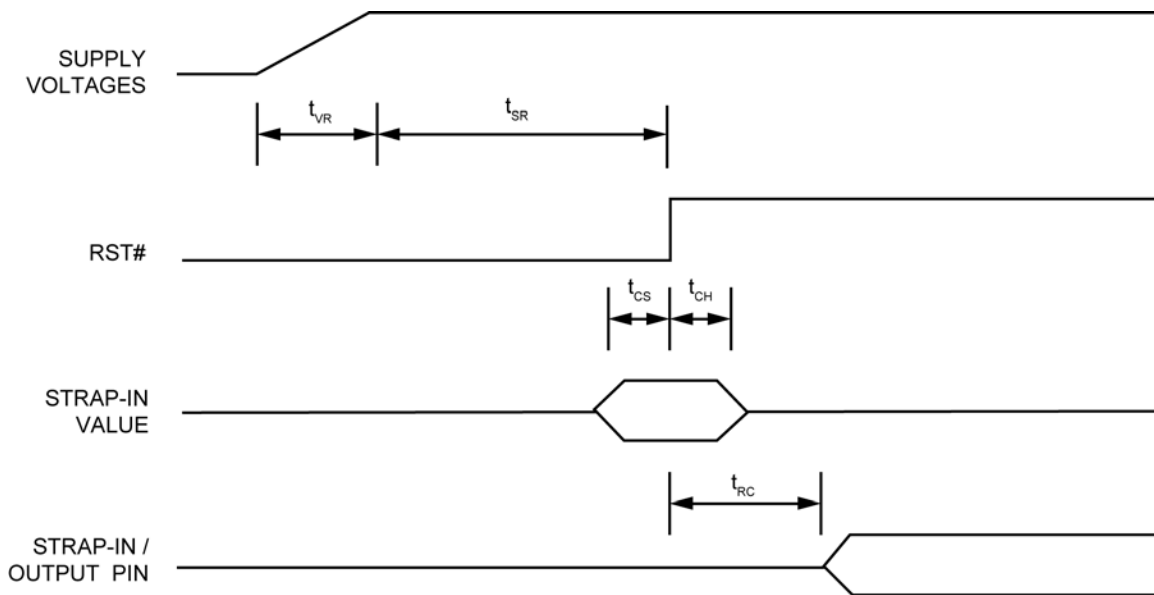 SUPPLY
VOLTAGES
tVR
tSR
RST#
tCS
tCH
STRAP-IN
VALUE
tRC
STRAP-IN /
OUTPUT PIN